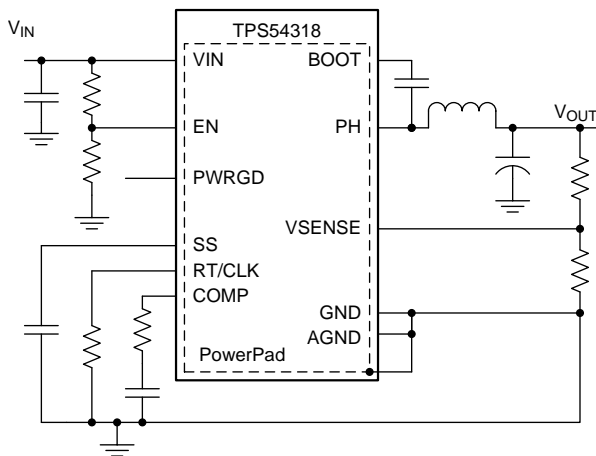 TPS54318
VIN
VIN
BOOT
EN
PH
VOUT
PWRGD
VSENSE
SS
RT/CLK
COMP
GND
AGND
PowerPad